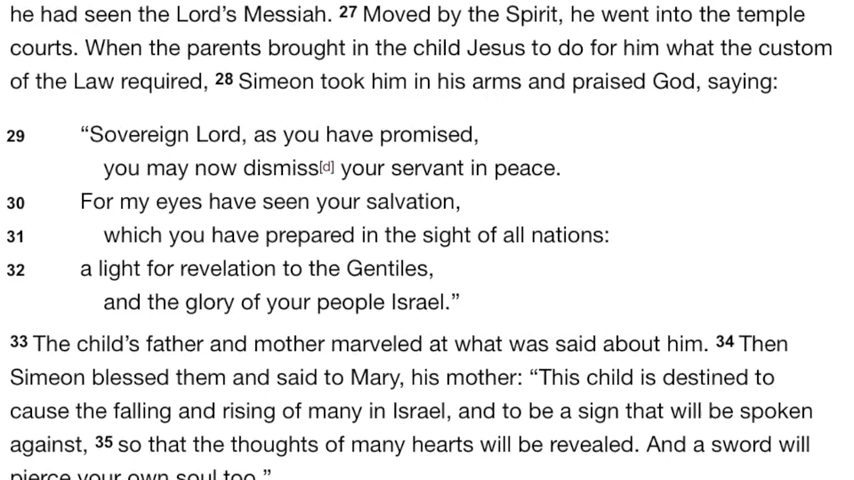 he had seen the Lord’s Messiah. 27 Moved by the Spirit, he went into the temple
courts. When the parents brought in the child Jesus to do for him what the custom
of the Law required, 28 Simeon took him in his arms and praised God, saying:
29 “Sovereign Lord, as you have promised,
you may now dismiss[d] your servant in peace.
30 For my eyes have seen your salvation,
31 which you have prepared in the sight of all nations:
32 a light for revelation to the Gentiles,
and the glory of your people Israel.”
33 The child’s father and mother marveled at what was said about him. 34 Then
Simeon blessed them and said to Mary, his mother: “This child is destined to
cause the falling and rising of many in Israel, and to be a sign that will be spoken
against, 35 so that the thoughts of many hearts will be revealed. And a sword will
pierce your own soul too.”